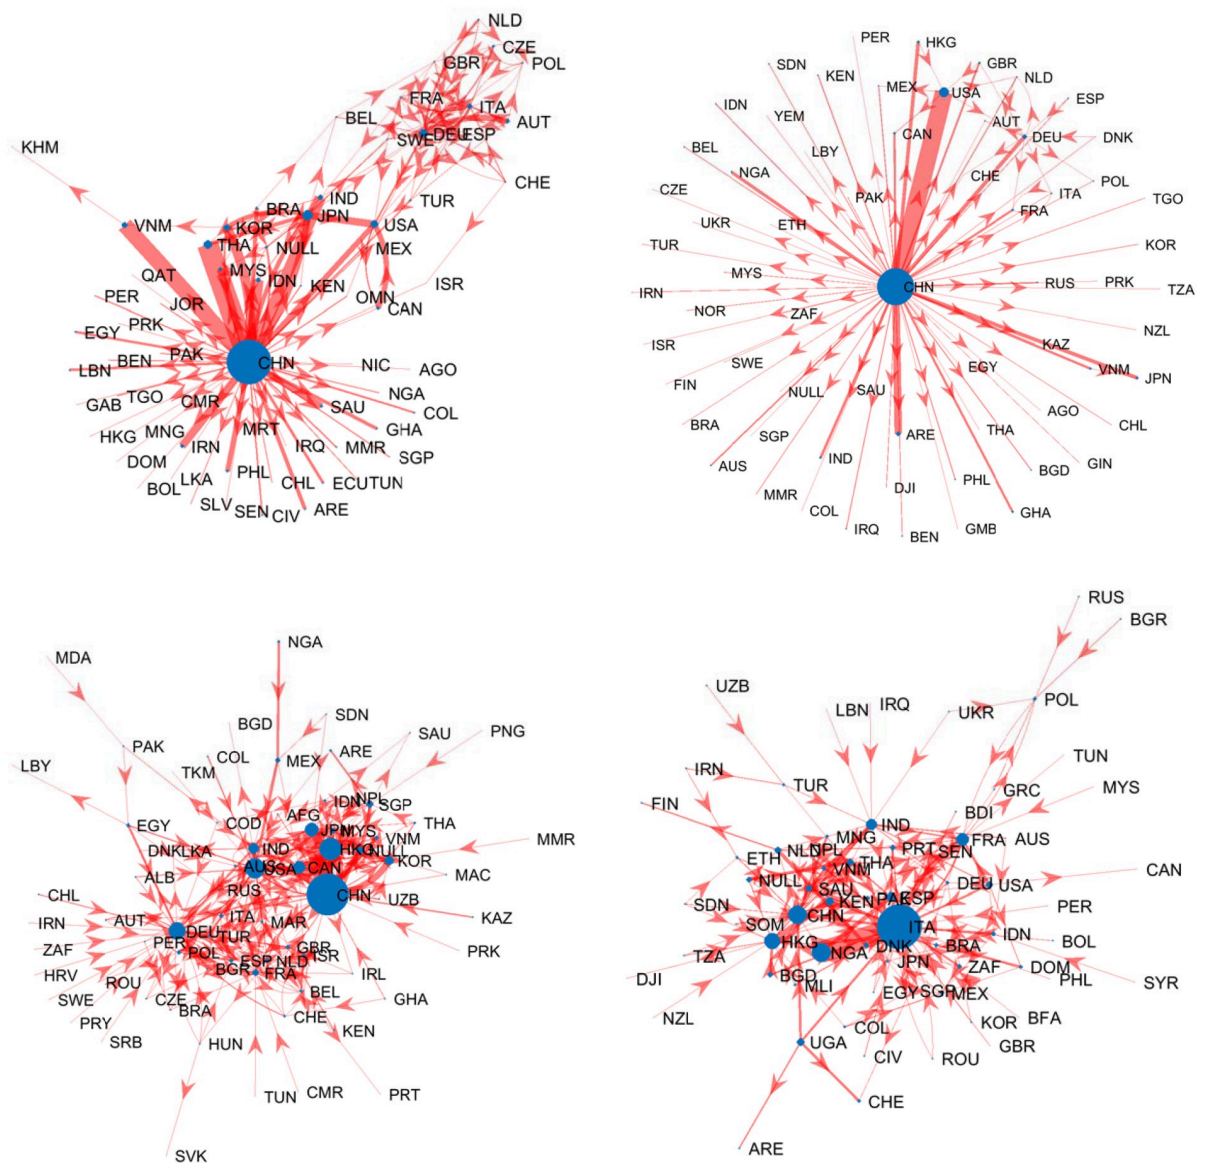 NLD
CZE
GBR
POL
FRA
ITA
BEL
AUT
SWE
DEU
ESP
KHM
CHE
IND
TUR
BRA
JPN
VNM
KOR
USA
THA
NULL
MEX
MYS
QAT
IDN
KEN
ISR
PER
JOR
OMN
CAN
PRK
EGY
BEN
PAK
CHN
LBN
NIC
AGO
GAB
TGO
CMR
NGA
SAU
COL
HKG
MNG
MRT
GHA
IRN
IRQ
MMR
DOM
SGP
BOL
LKA
PHL
CHL
ECU
TUN
SLV
SEN
CIV
ARE
PER
HKG
SDN
KEN
GBR
MEX
USA
NLD
IDN
YEM
AUT
ESP
CAN
DEU
DNK
BEL
LBY
NGA
CHE
POL
CZE
PAK
ITA
TGO
UKR
ETH
FRA
TUR
KOR
MYS
CHN
RUS
PRK
TZA
IRN
NOR
ZAF
NZL
ISR
KAZ
SWE
EGY
VNM
JPN
FIN
NULL
SAU
AGO
BRA
CHL
SGP
ARE
THA
AUS
IND
BGD
GIN
MMR
PHL
COL
DJI
GHA
IRQ
BEN
GMB
NGA
MDA
BGD
SDN
SAU
PNG
PAK
COL
MEX
ARE
LBY
TKM
IDN
NPL
SGP
EGY
COD
AFG
JPN
MYS
THA
VNM
MMR
DNK
LKA
IND
HKG
NULL
KOR
ALB
AUS
USA
CAN
MAC
CHL
RUS
CHN
UZB
IRN
AUT
ITA
MAR
KAZ
DEU
TUR
ZAF
PER
POL
GBR
ISR
PRK
HRV
BGR
ESP
NLD
FRA
IRL
SWE
ROU
CZE
BRA
BEL
GHA
PRY
CHE
KEN
SRB
HUN
TUN
CMR
PRT
SVK
RUS
BGR
UZB
LBN
IRQ
UKR
POL
IRN
TUR
TUN
FIN
GRC
MYS
IND
BDI
MNG
FRA
AUS
ETH
NLD
NPL
PRT
SEN
NULL
VNM
THA
DEU
USA
CAN
SDN
SAU
KEN
PAK
ESP
CHN
PER
SOM
ITA
IDN
HKG
NGA
DNK
BRA
BOL
TZA
JPN
ZAF
DOM
DJI
BGD
MLI
PHL
SYR
EGY
SGP
MEX
NZL
COL
KOR
BFA
UGA
CIV
ROU
GBR
CHE
ARE